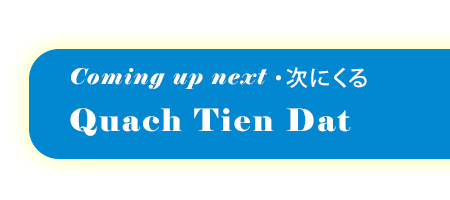 Coming up next・次にくる
Quach Tien Dat